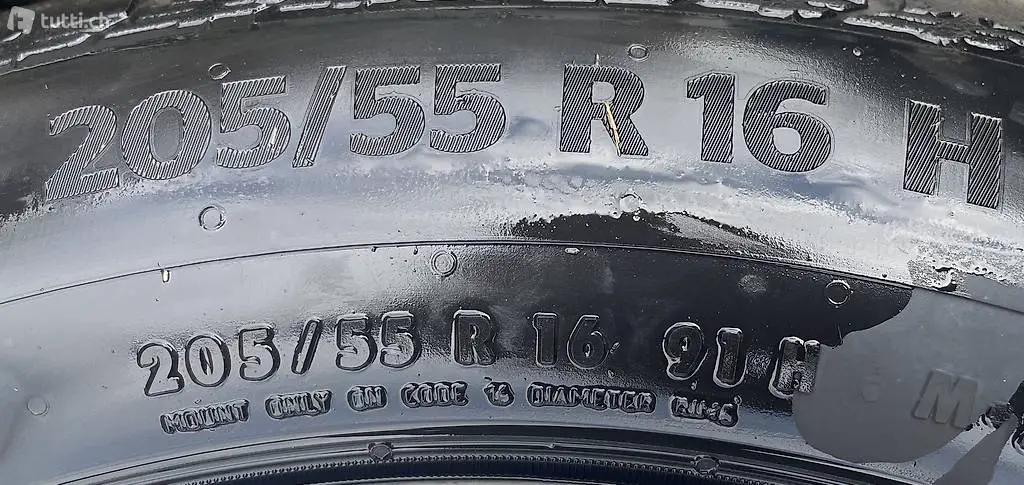 tutti.ch
205/55 R 16 H
205/55 R 16 91 H M
MOUNT ONLY ON CODE 16 DIAMETER RIMS